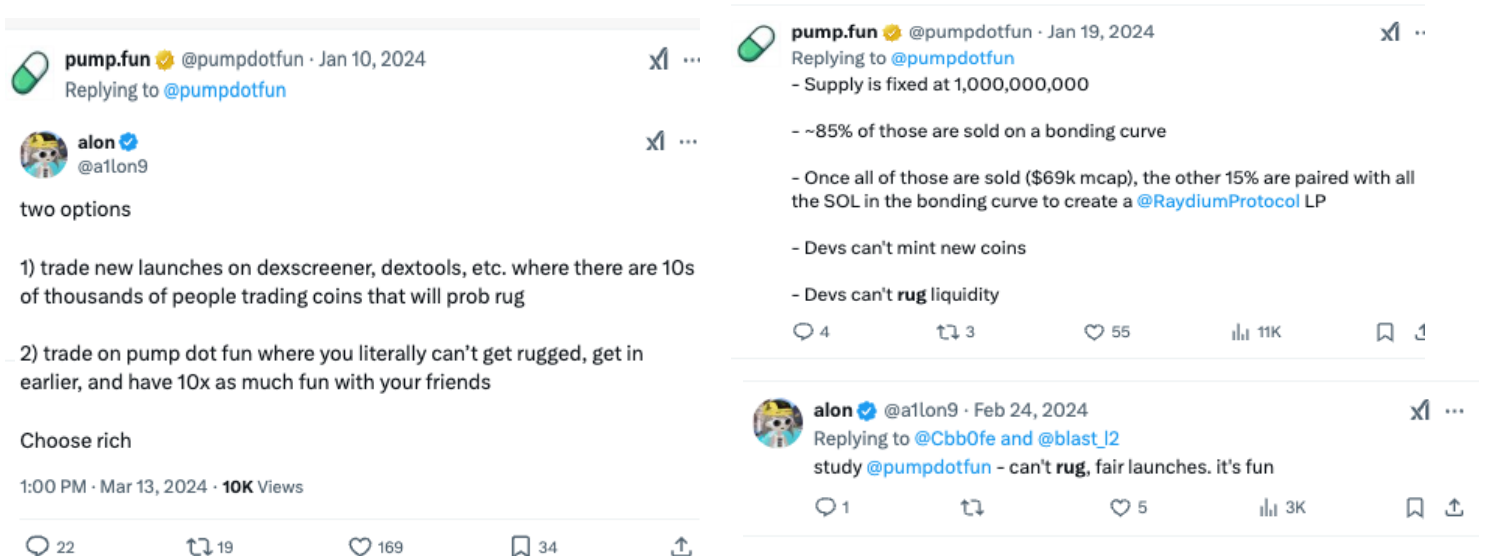 pump.fun @pumpdotfun · Jan 10, 2024
Replying to @pumpdotfun
alon
@a1lon9
two options
1) trade new launches on dexscreener, dextools, etc. where there are 10s
of thousands of people trading coins that will prob rug
2) trade on pump dot fun where you literally can’t get rugged, get in
earlier, and have 10x as much fun with your friends
Choose rich
1:00 PM · Mar 13, 2024 · 10K Views
22 19 169 34
pump.fun @pumpdotfun · Jan 19, 2024
Replying to @pumpdotfun
- Supply is fixed at 1,000,000,000
- ~85% of those are sold on a bonding curve
- Once all of those are sold ($69k mcap), the other 15% are paired with all
the SOL in the bonding curve to create a @RaydiumProtocol LP
- Devs can't mint new coins
- Devs can't rug liquidity
4 3 55 11K
alon @a1lon9 · Feb 24, 2024
Replying to @Cbb0fe and @blast_l2
study @pumpdotfun - can't rug, fair launches. it's fun
1 5 3K